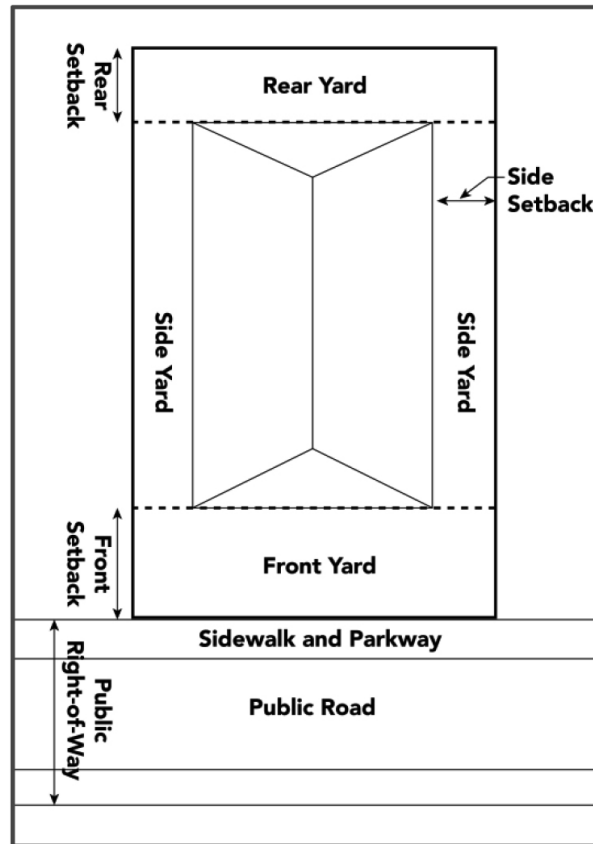 Rear
Setback
Rear Yard
Side
Setback
Side Yard
Side Yard
Front
Setback
Front Yard
Sidewalk and Parkway
Public
Right-of-Way
Public Road